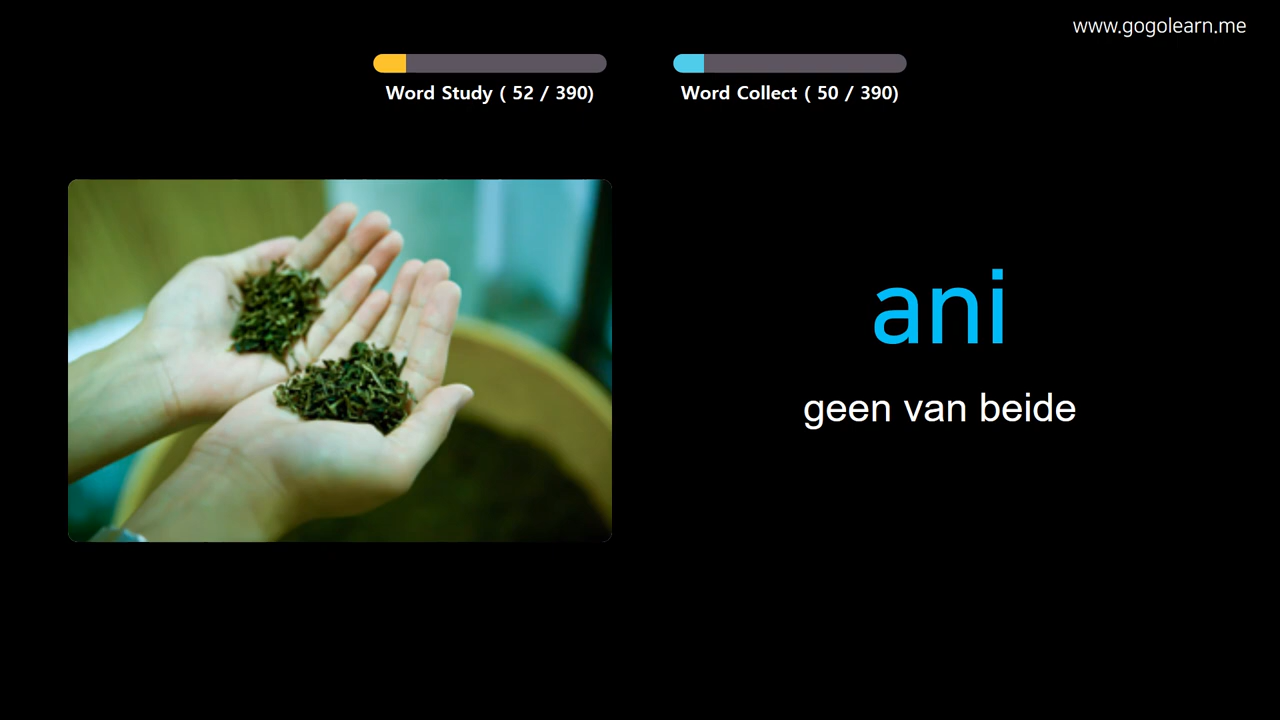 www.gogolearn.me
Word Study ( 52 / 390)
Word Collect ( 50 / 390)
ani
geen van beide